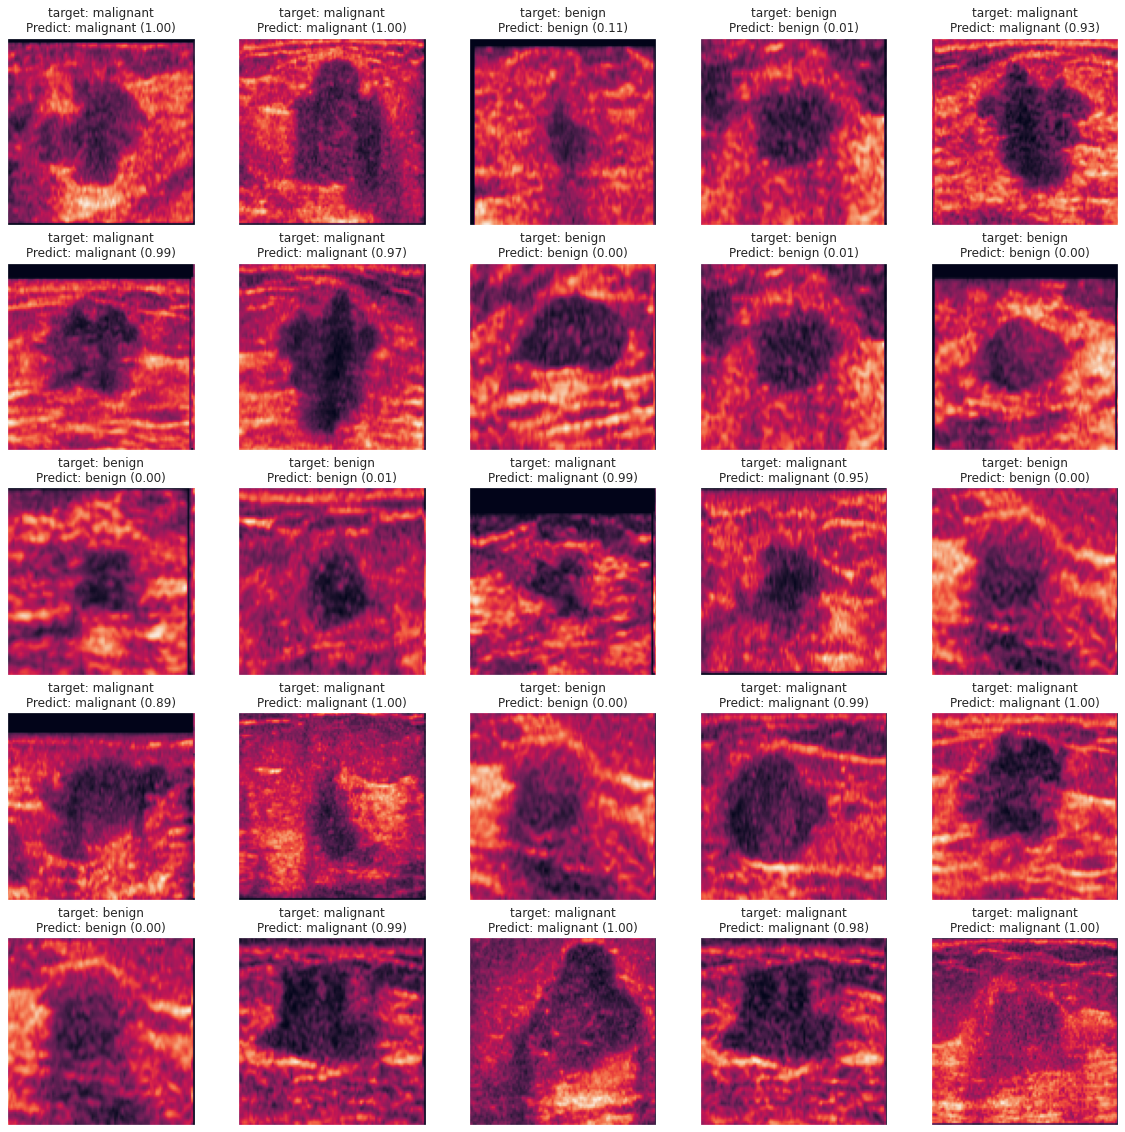 target: malignant
Predict: malignant (1.00)
target: malignant
Predict: malignant (1.00)
target: benign
Predict: benign (0.11)
target: benign
Predict: benign (0.01)
target: malignant
Predict: malignant (0.93)
target: malignant
Predict: malignant (0.99)
target: malignant
Predict: malignant (0.97)
target: benign
Predict: benign (0.00)
target: benign
Predict: benign (0.01)
target: benign
Predict: benign (0.00)
target: benign
Predict: benign (0.00)
target: benign
Predict: benign (0.01)
target: malignant
Predict: malignant (0.99)
target: malignant
Predict: malignant (0.95)
target: benign
Predict: benign (0.00)
target: malignant
Predict: malignant (0.89)
target: malignant
Predict: malignant (1.00)
target: benign
Predict: benign (0.00)
target: malignant
Predict: malignant (0.99)
target: malignant
Predict: malignant (1.00)
target: benign
Predict: benign (0.00)
target: malignant
Predict: malignant (0.99)
target: malignant
Predict: malignant (1.00)
target: malignant
Predict: malignant (0.98)
target: malignant
Predict: malignant (1.00)